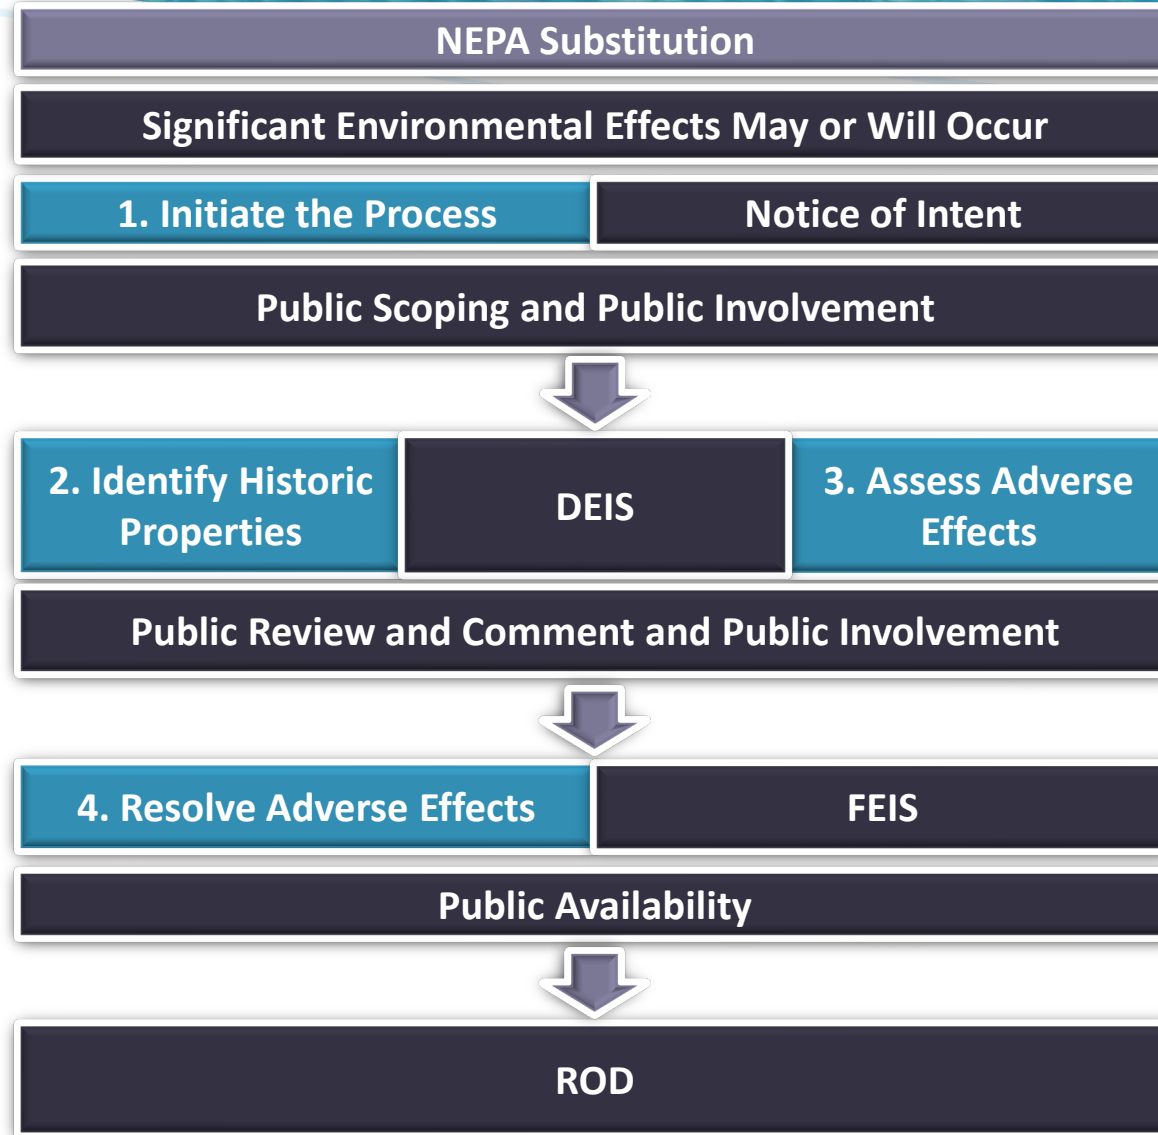 NEPA Substitution
Significant Environmental Effects May or Will Occur
1. Initiate the Process
Notice of Intent
Public Scoping and Public Involvement
2. Identify Historic
Properties
DEIS
3. Assess Adverse
Effects
Public Review and Comment and Public Involvement
4. Resolve Adverse Effects
FEIS
Public Availability
ROD